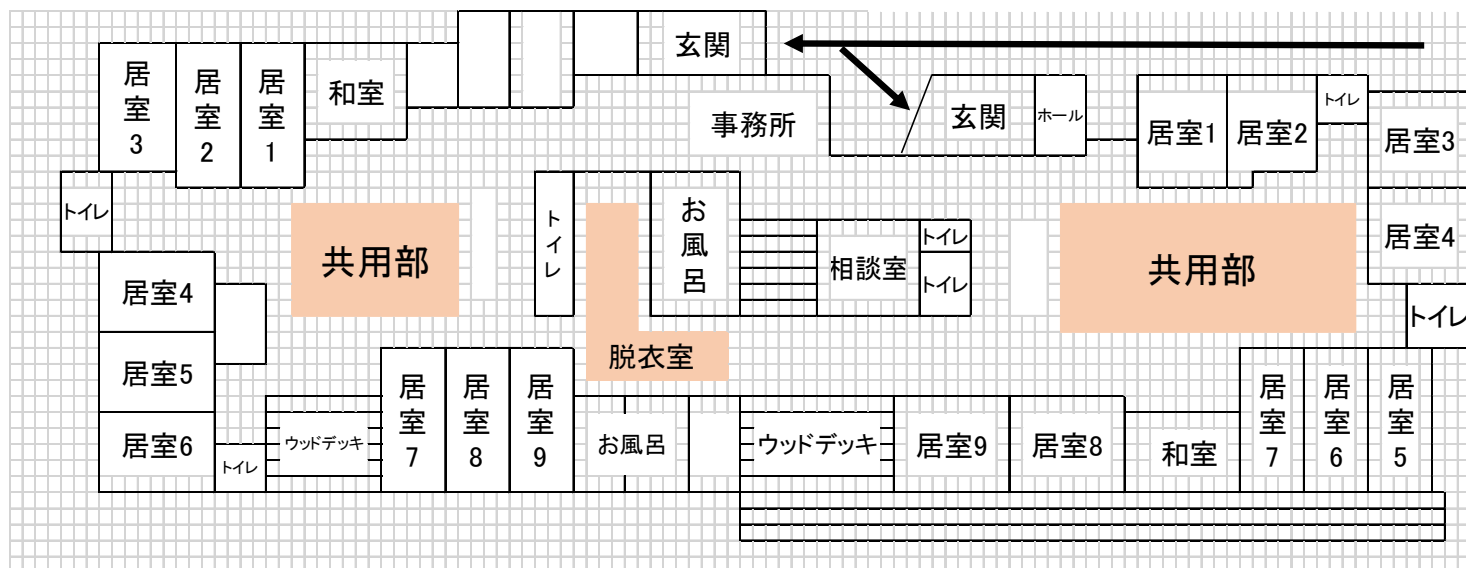 玄関
居室3
居室2
居室1
和室
事務所
玄関
ホール
居室1
居室2
トイレ
居室3
トイレ
共用部
トイレ
お風呂
相談室
トイレ
トイレ
共用部
居室4
トイレ
居室4
居室5
居室6
トイレ
ウッドデッキ
居室7
居室8
居室9
脱衣室
お風呂
ウッドデッキ
居室9
居室8
和室
居室7
居室6
居室5